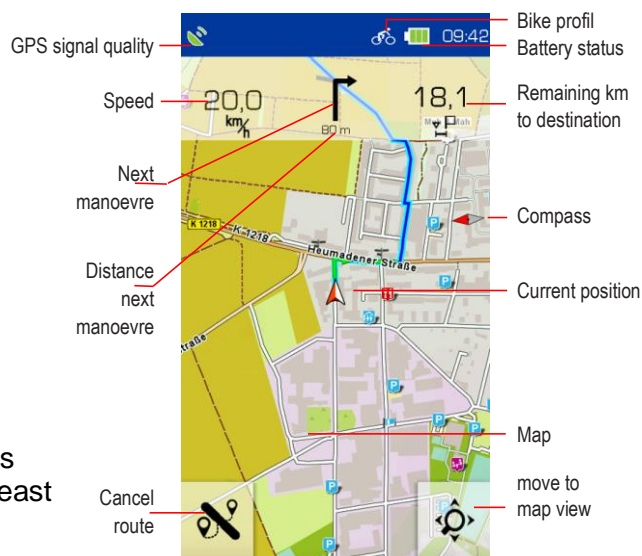 Bike profil
GPS signal quality
09:42
Battery status
Speed
20,0
km/h
80 m
18,1
Remaining km
to destination
Next
manoevre
K 1218
K 1218
Heumadener Straße
Compass
Distance
next
manoevre
Current position
straße
P
P
P
P
P
P
P
Map
s
east
Cancel
route
move to
map view